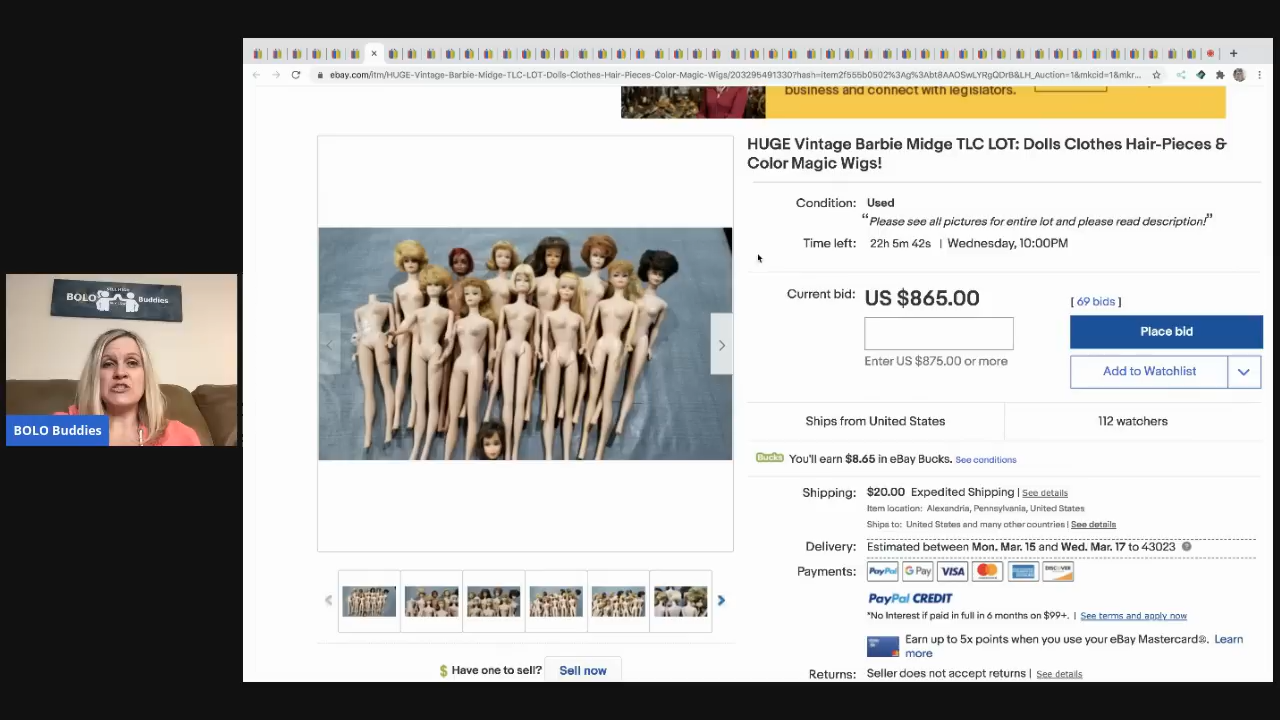 ebay.com/itm/HUGE-Vintage-Barbie-Midge-TLC-LOT-Dolls-Clothes-Hair-Pieces-Color-Magic-Wigs/203295491330?hash=item2f555b0502%3Ag%3Abt8AAOSwLYRgQDrB&LH_Auction=1&mkcid=1&mkr...
business and connect with legislators.
HUGE Vintage Barbie Midge TLC LOT: Dolls Clothes Hair-Pieces &
Color Magic Wigs!
Condition: Used
“Please see all pictures for entire lot and please read description!”
Time left: 22h 5m 42s | Wednesday, 10:00PM
Current bid: US $865.00 [ 69 bids ]
Place bid
Enter US $875.00 or more
Add to Watchlist
Ships from United States 112 watchers
Bucks You'll earn $8.65 in eBay Bucks. See conditions
Shipping: $20.00 Expedited Shipping | See details
Item location: Alexandria, Pennsylvania, United States
Ships to: United States and many other countries | See details
Delivery: Estimated between Mon. Mar. 15 and Wed. Mar. 17 to 43023
Payments: PayPal G Pay VISA DISCOVER
PayPal CREDIT
*No Interest if paid in full in 6 months on $99+. | See terms and apply now
Earn up to 5x points when you use your eBay Mastercard®. Learn
more
Returns: Seller does not accept returns | See details
$ Have one to sell? Sell now
BOLO Buddies
BOLO Buddies